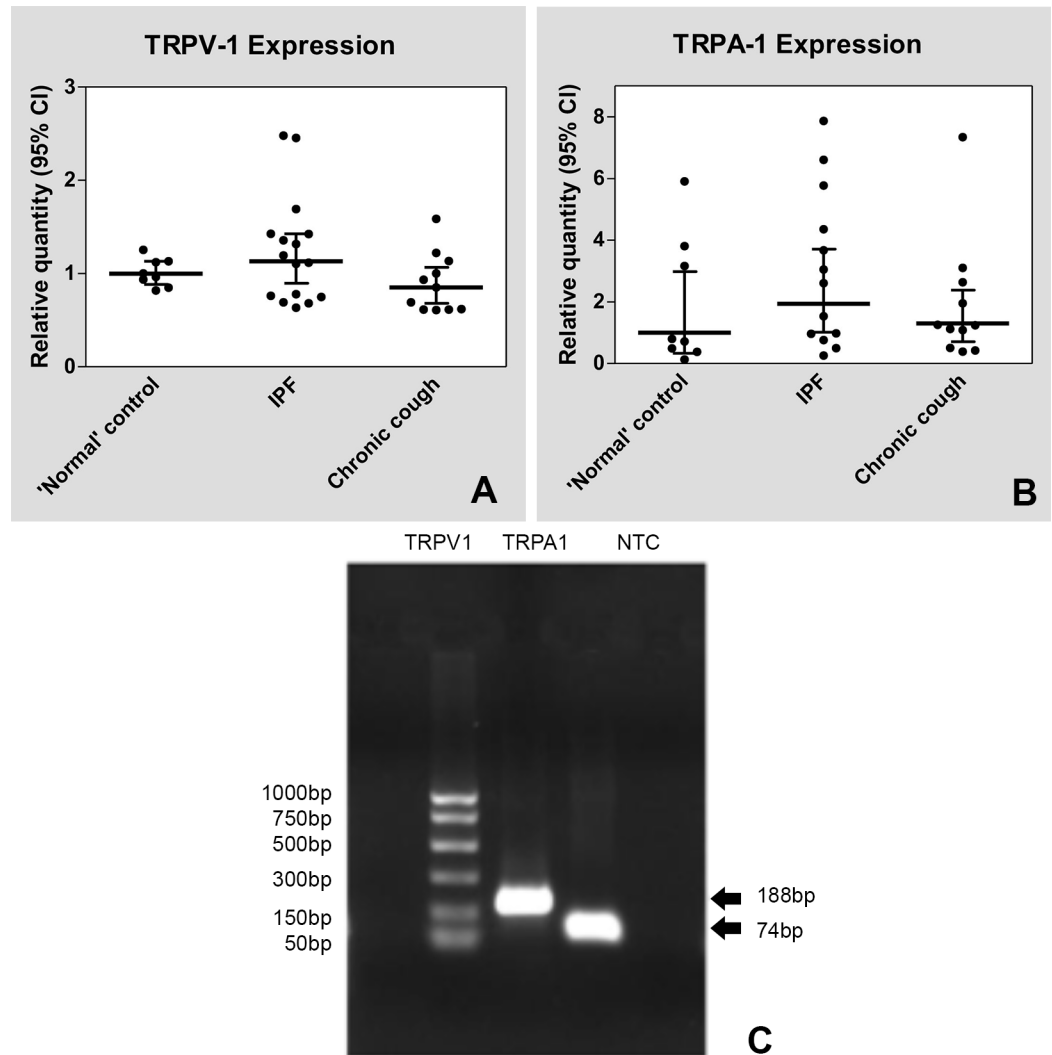 TRPV-1 Expression
Relative quantity (95% CI)
3
2
1
0
'Normal' control
IPF
Chronic cough
A
TRPA-1 Expression
Relative quantity (95% CI)
8
6
4
2
0
'Normal' control
IPF
Chronic cough
B
TRPV1 TRPA1 NTC
1000bp
750bp
500bp
300bp
150bp
50bp
188bp
74bp
C